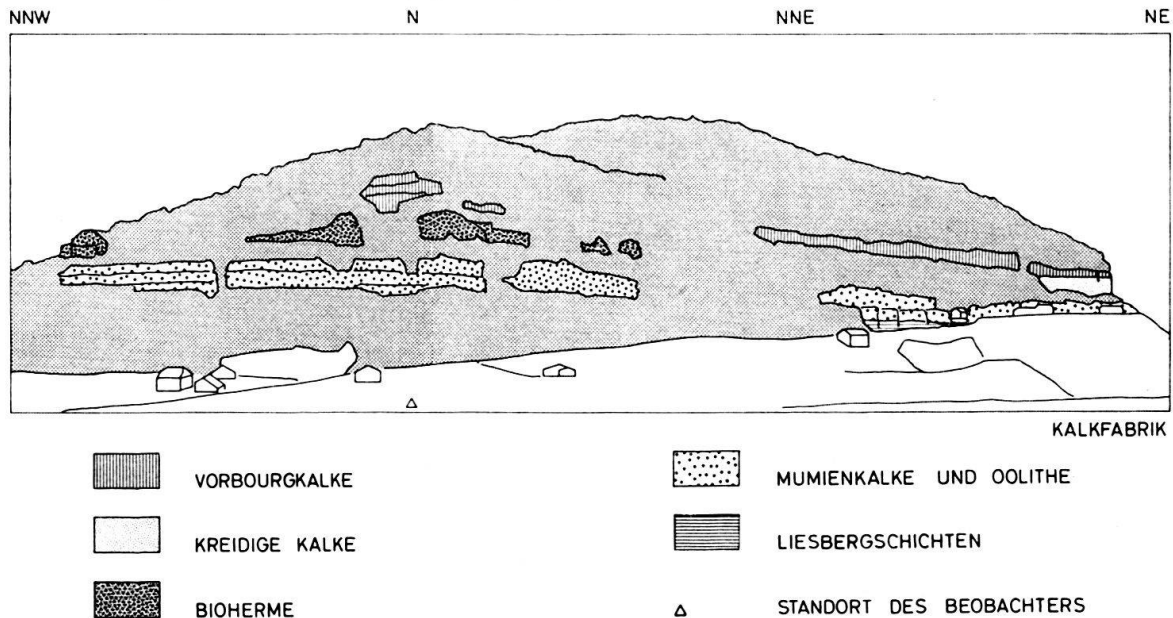 NNW N NNE NE
KALKFABRIK
VORBOURGKALKE
KREIDIGE KALKE
BIOHERME
MUMIENKALKE UND OOLITHE
LIESBERGSCHICHTEN
STANDORT DES BEOBACHTERS